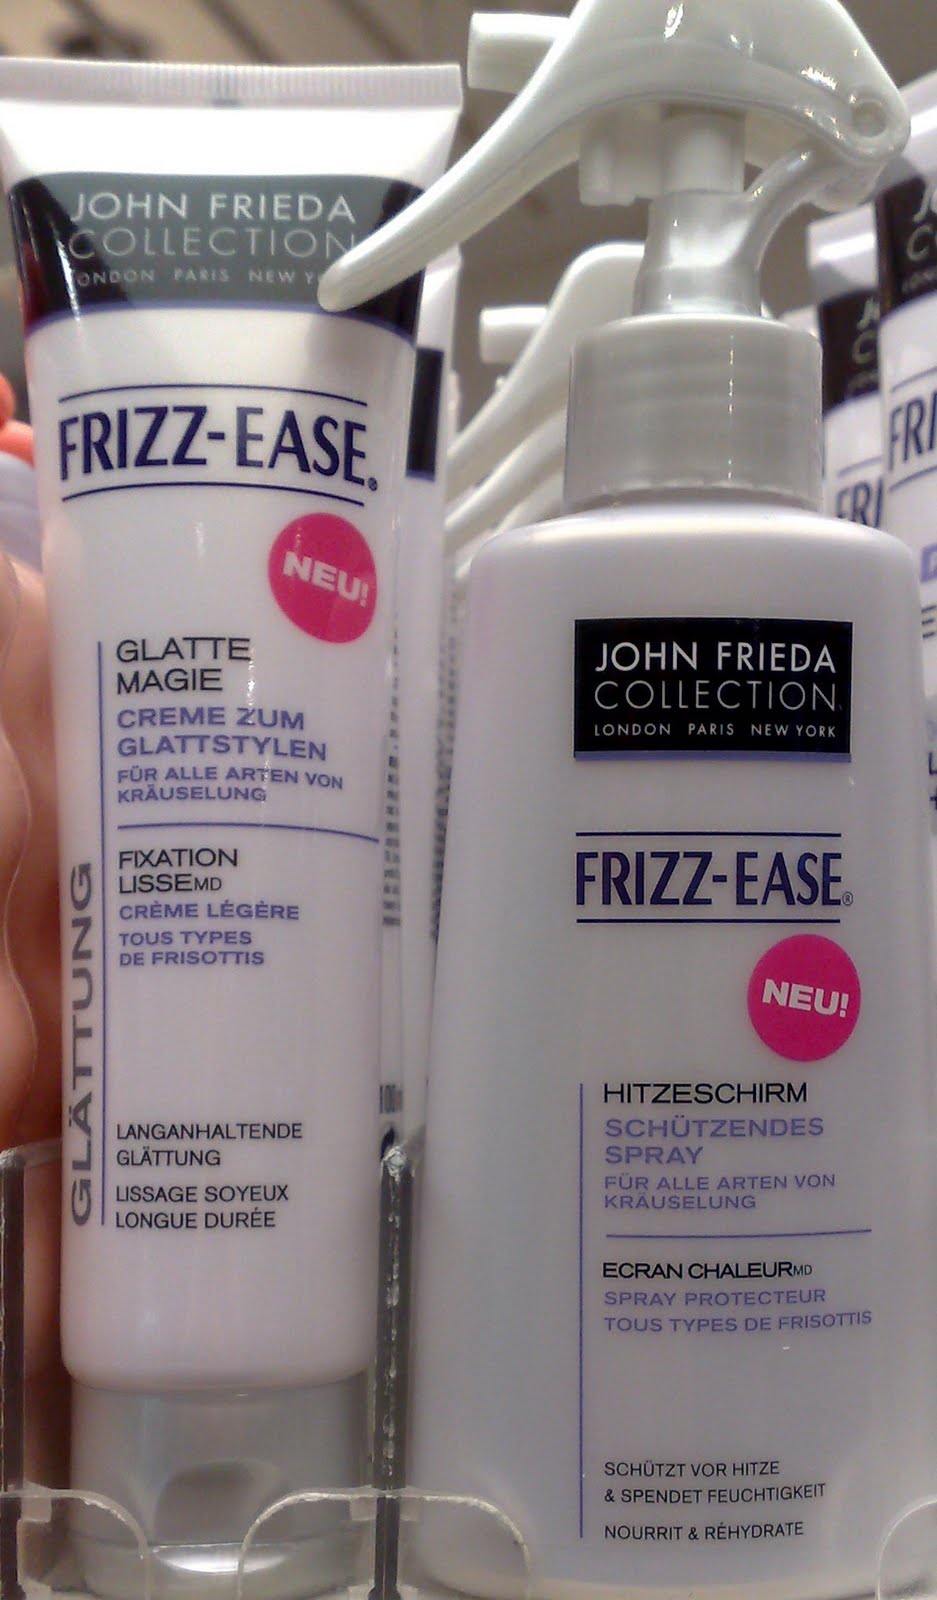 JOHN FRIEDA
COLLECTION
LONDON PARIS NEW
FRIZZ-EASE®
NEU!
GLATTE
MAGIE
CREME ZUM
GLATTSTYLEN
FÜR ALLE ARTEN VON
KRÄUSELUNG
FIXATION
LISSEMD
CRÈME LÉGÈRE
TOUS TYPES
DE FRISOTTIS
GLÄTTUNG
LANGANHALTENDE
GLÄTTUNG
LISSAGE SOYEUX
LONGUE DURÉE
JOHN FRIEDA
COLLECTION
LONDON PARIS NEW YORK
FRIZZ-EASE®
NEU!
HITZESCHIRM
SCHÜTZENDES
SPRAY
FÜR ALLE ARTEN VON
KRÄUSELUNG
ECRAN CHALEURMD
SPRAY PROTECTEUR
TOUS TYPES DE FRISOTTIS
SCHÜTZT VOR HITZE
& SPENDET FEUCHTIGKEIT
NOURRIT & RÉHYDRATE